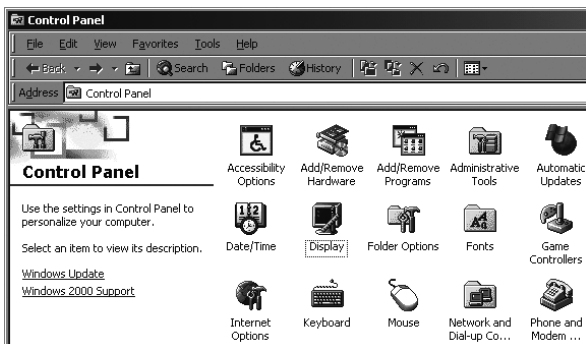 Control Panel
File Edit View Favorites Tools Help
Back Search Folders History
Address Control Panel
Control Panel
Use the settings in Control Panel to
personalize your computer.
Select an item to view its description.
Windows Update
Windows 2000 Support
Accessibility
Options
Add/Remove
Hardware
Add/Remove
Programs
Administrative
Tools
Automatic
Updates
12
Date/Time
Display
Folder Options
Fonts
Game
Controllers
Internet
Options
Keyboard
Mouse
Network and
Dial-up Co...
Phone and
Modem ...